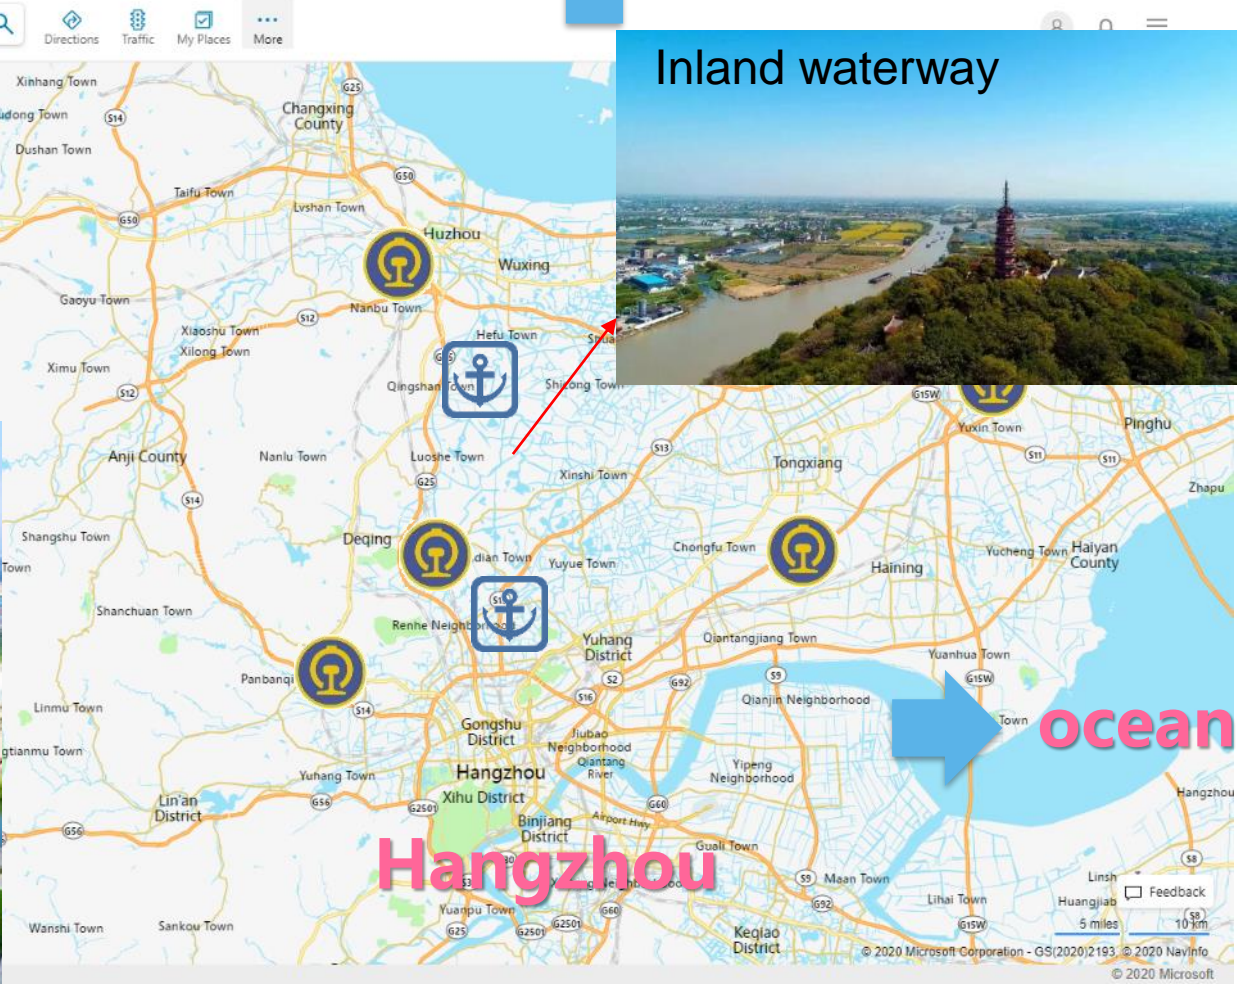 Directions
Traffic
My Places
More
Inland waterway
Xinhang Town
G25
Changxing
County
S14
Dushan Town
G50
Taifu Town
Lvshan Town
G50
Huzhou
Wuxing
Gaoyu Town
Nanbu Town
S12
Xiaoshu Town
Hefu Town
Xilong Town
Ximu Town
Qingshan
S12
G15W
Yuxin Town
Pinghu
S13
S11
S11
Anji County
Nanlu Town
Luoshe Town
Tongxiang
Xinshi Town
G25
Zhapu
S14
Shangshu Town
Deqing
Chongfu Town
Yucheng Town
Haiyan
County
dian Town
Yuyue Town
Haining
Town
Shanchuan Town
Renhe
Yuhang
District
Qiantangjiang Town
Yuanhua Town
Panbanqi
S2
G92
S9
G15W
S16
Qianjin Neighborhood
Linmu Town
S14
Town
ocean
Gongshu
District
Jiubao
Neighborhood
Qiantang
River
gtianmu Town
Yipeng
Neighborhood
Hangzhou
Yuhang Town
Xihu District
G56
G2501
G60
Hangzhou
Lin'an
District
Binjiang
District
Airport Hwy
G56
Hangzhou
Guali Town
S8
S9
Maan Town
Linsh
Feedback
Lihai Town
Huangjiab
G92
Yuanpu Town
G60
S8
Wanshi Town
Sankou Town
G25
G2501
G2501
Keqiao
District
G15W
5 miles
10 km
© 2020 Microsoft Corporation - GS(2020)2193, © 2020 NavInfo
© 2020 Microsoft